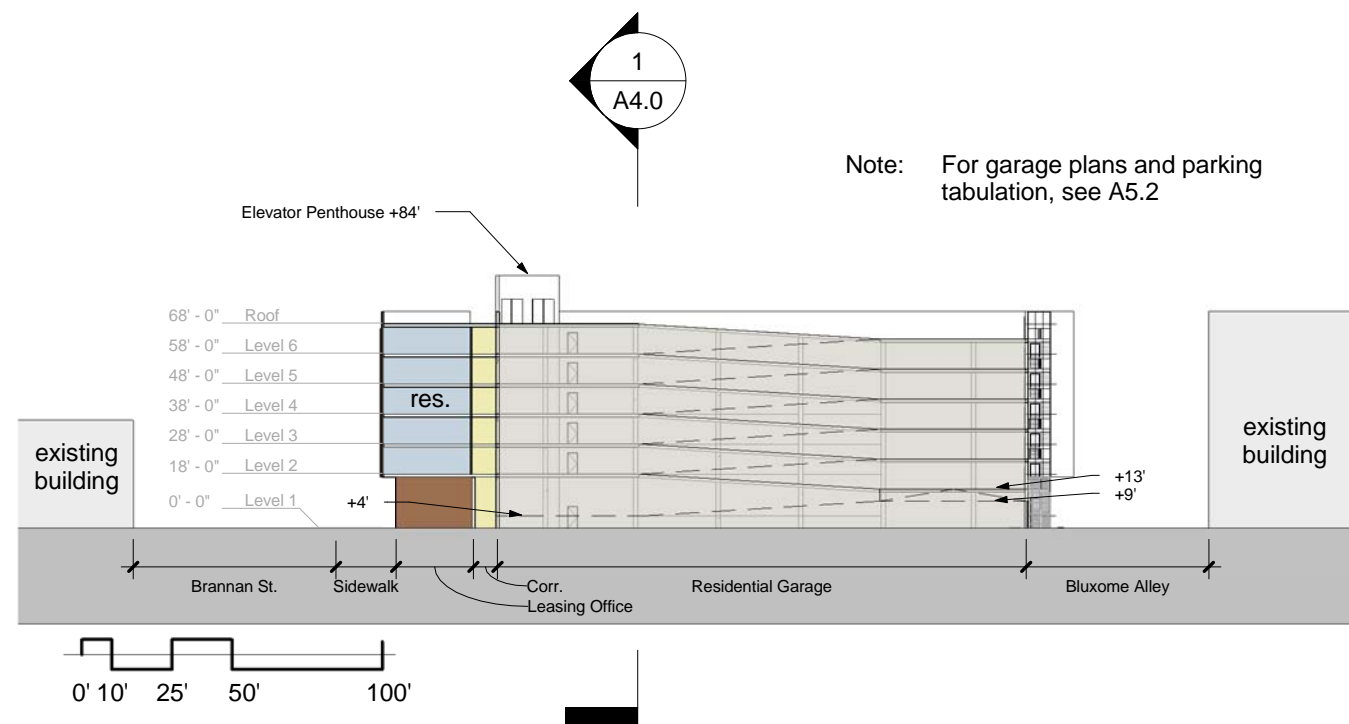 1
A4.0
Note: For garage plans and parking
tabulation, see A5.2
Elevator Penthouse +84'
68' - 0" Roof
58' - 0" Level 6
48' - 0" Level 5
38' - 0" Level 4
28' - 0" Level 3
18' - 0" Level 2
0' - 0" Level 1
res.
existing
building
existing
building
+4'
+13'
+9'
Brannan St.
Sidewalk
Corr.
Leasing Office
Residential Garage
Bluxome Alley
0' 10' 25' 50' 100'